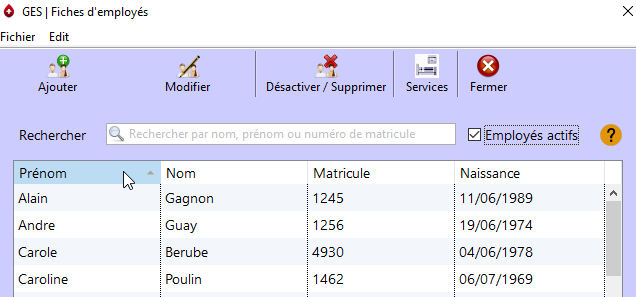 GES | Fiches d'employés
Fichier Edit
Ajouter Modifier Désactiver / Supprimer Services Fermer
Rechercher Rechercher par nom, prénom ou numéro de matricule Employés actifs ?
Prénom Nom Matricule Naissance
Alain Gagnon 1245 11/06/1989
Andre Guay 1256 19/06/1974
Carole Berube 4930 04/06/1978
Caroline Poulin 1462 06/07/1969